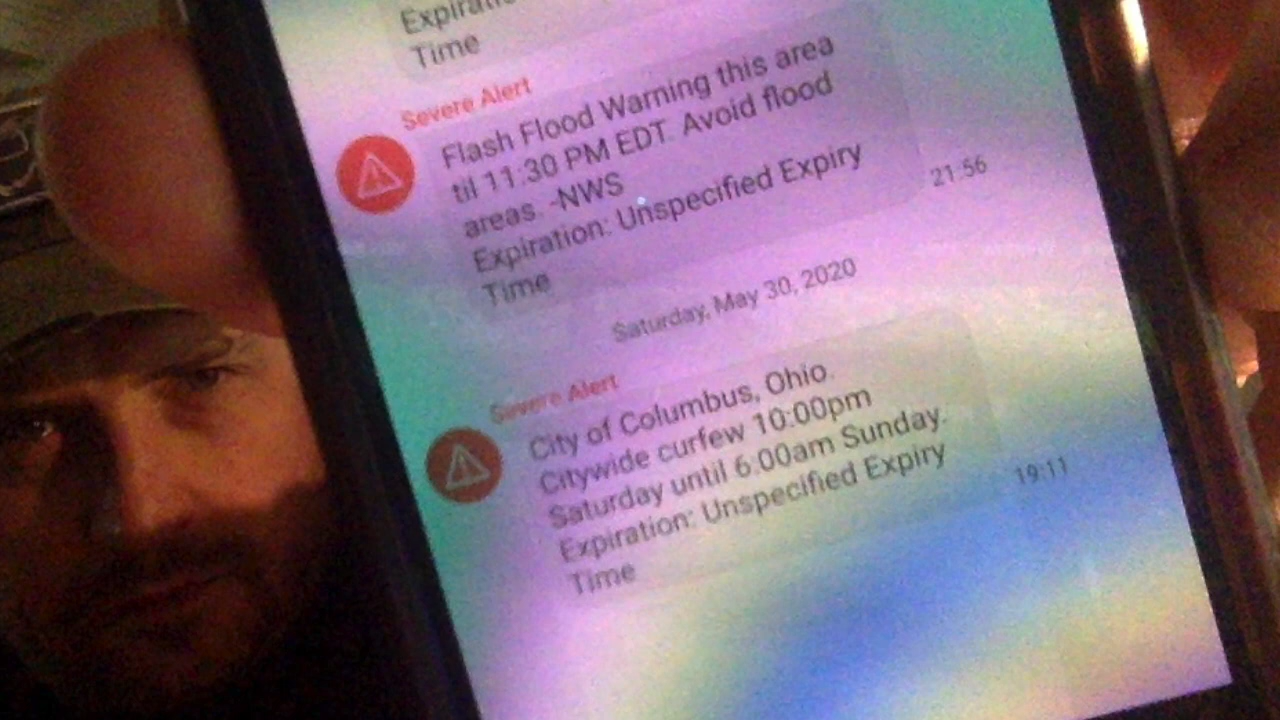 Expiration
Time
Severe Alert
Flash Flood Warning this area
til 11:30 PM EDT. Avoid flood
areas. -NWS
Expiration: Unspecified Expiry
Time
21:56
Saturday, May 30, 2020
Severe Alert
City of Columbus, Ohio.
Citywide curfew 10:00pm
Saturday until 6:00am Sunday.
Expiration: Unspecified Expiry
Time
19:11